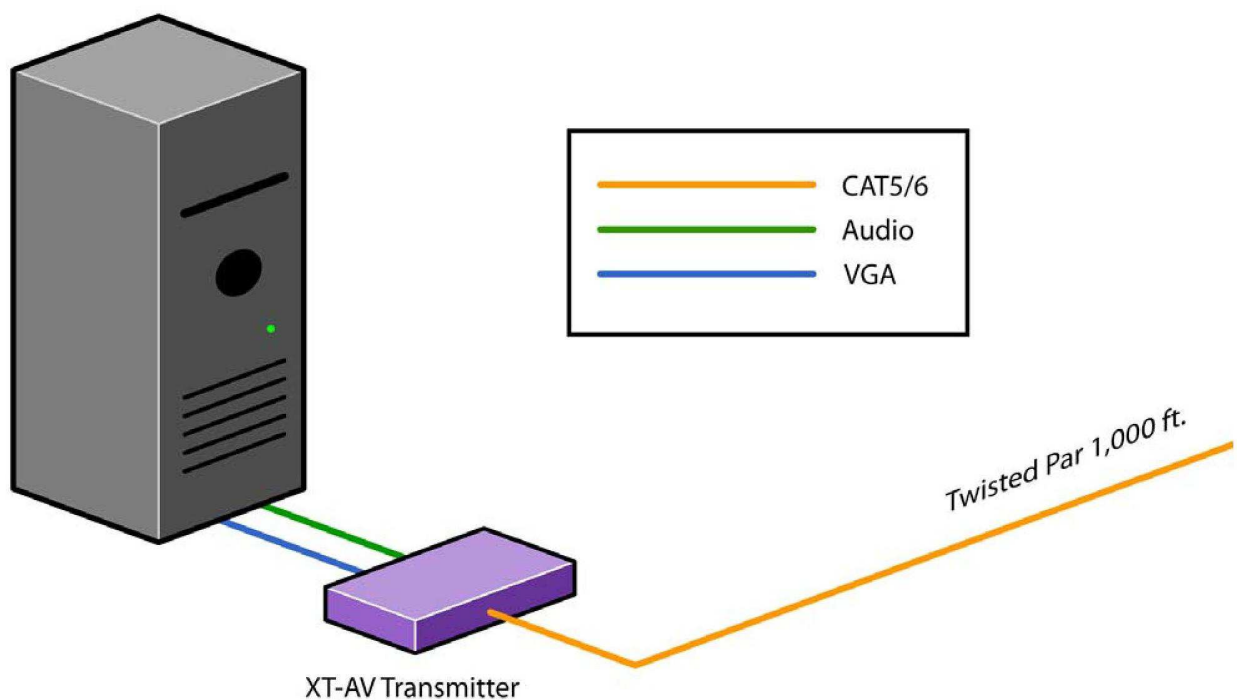 CAT5/6
Audio
VGA
Twisted Par 1,000 ft.
XT-AV Transmitter